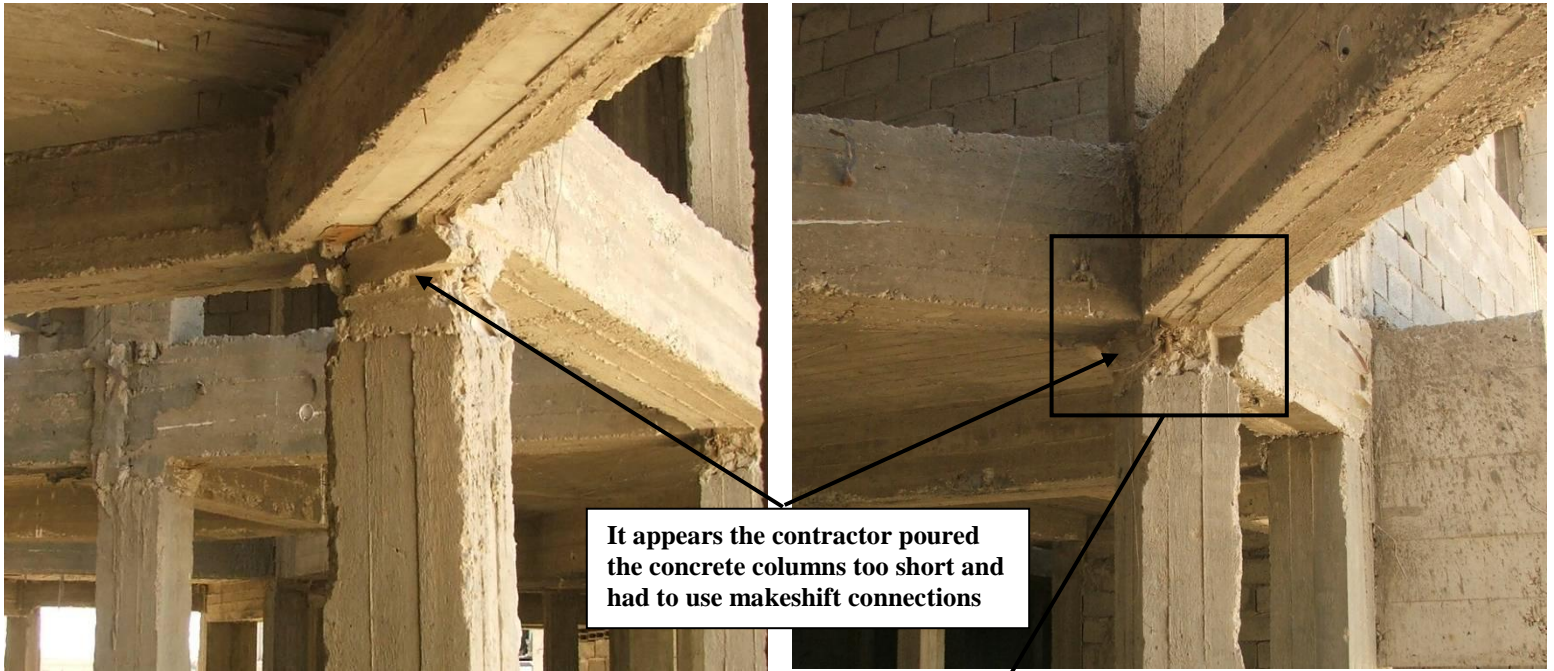 It appears the contractor poured
the concrete columns too short and
had to use makeshift connections